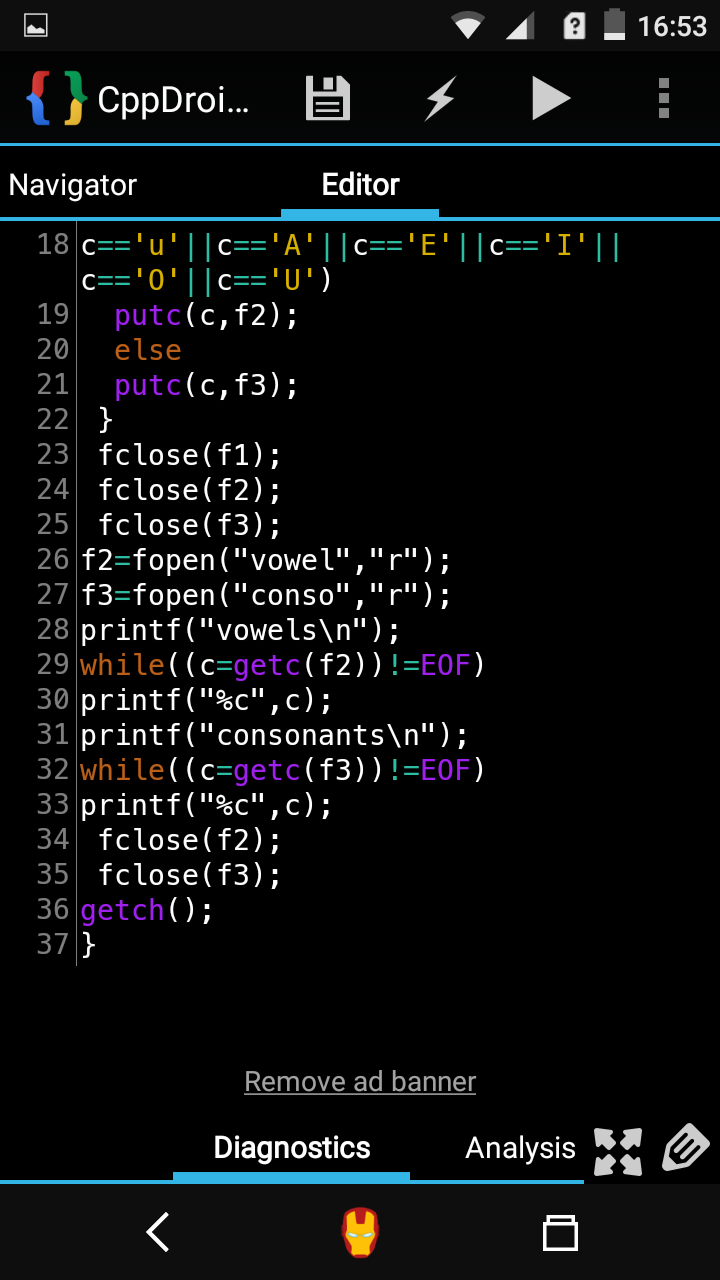 16:53
CppDroi...
Navigator Editor
18 c=='u'||c=='A'||c=='E'||c=='I'||
c=='O'||c=='U')
19   putc(c,f2);
20   else
21   putc(c,f3);
22  }
23  fclose(f1);
24  fclose(f2);
25  fclose(f3);
26 f2=fopen("vowel","r");
27 f3=fopen("conso","r");
28 printf("vowels\n");
29 while((c=getc(f2))!=EOF)
30 printf("%c",c);
31 printf("consonants\n");
32 while((c=getc(f3))!=EOF)
33 printf("%c",c);
34  fclose(f2);
35  fclose(f3);
36 getch();
37 }
Remove ad banner
Diagnostics Analysis